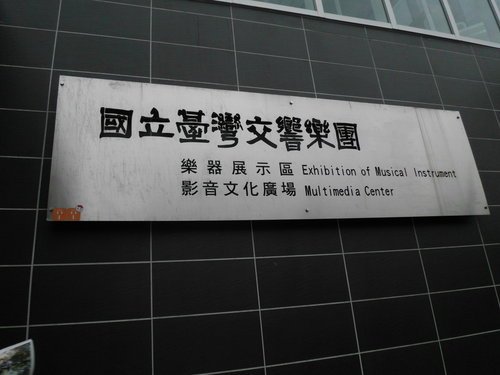 國立臺灣交響樂團
樂器展示區 Exhibition of Musical Instrument
影音文化廣場 Multimedia Center